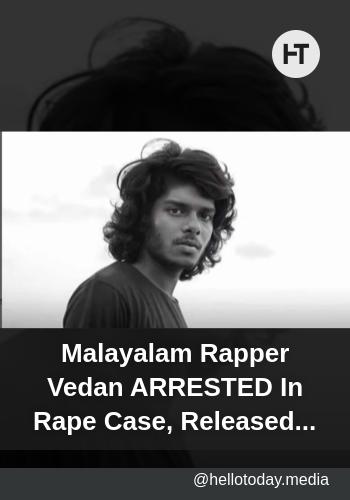 HT
Malayalam Rapper
Vedan ARRESTED In
Rape Case, Released...
@hellotoday.media